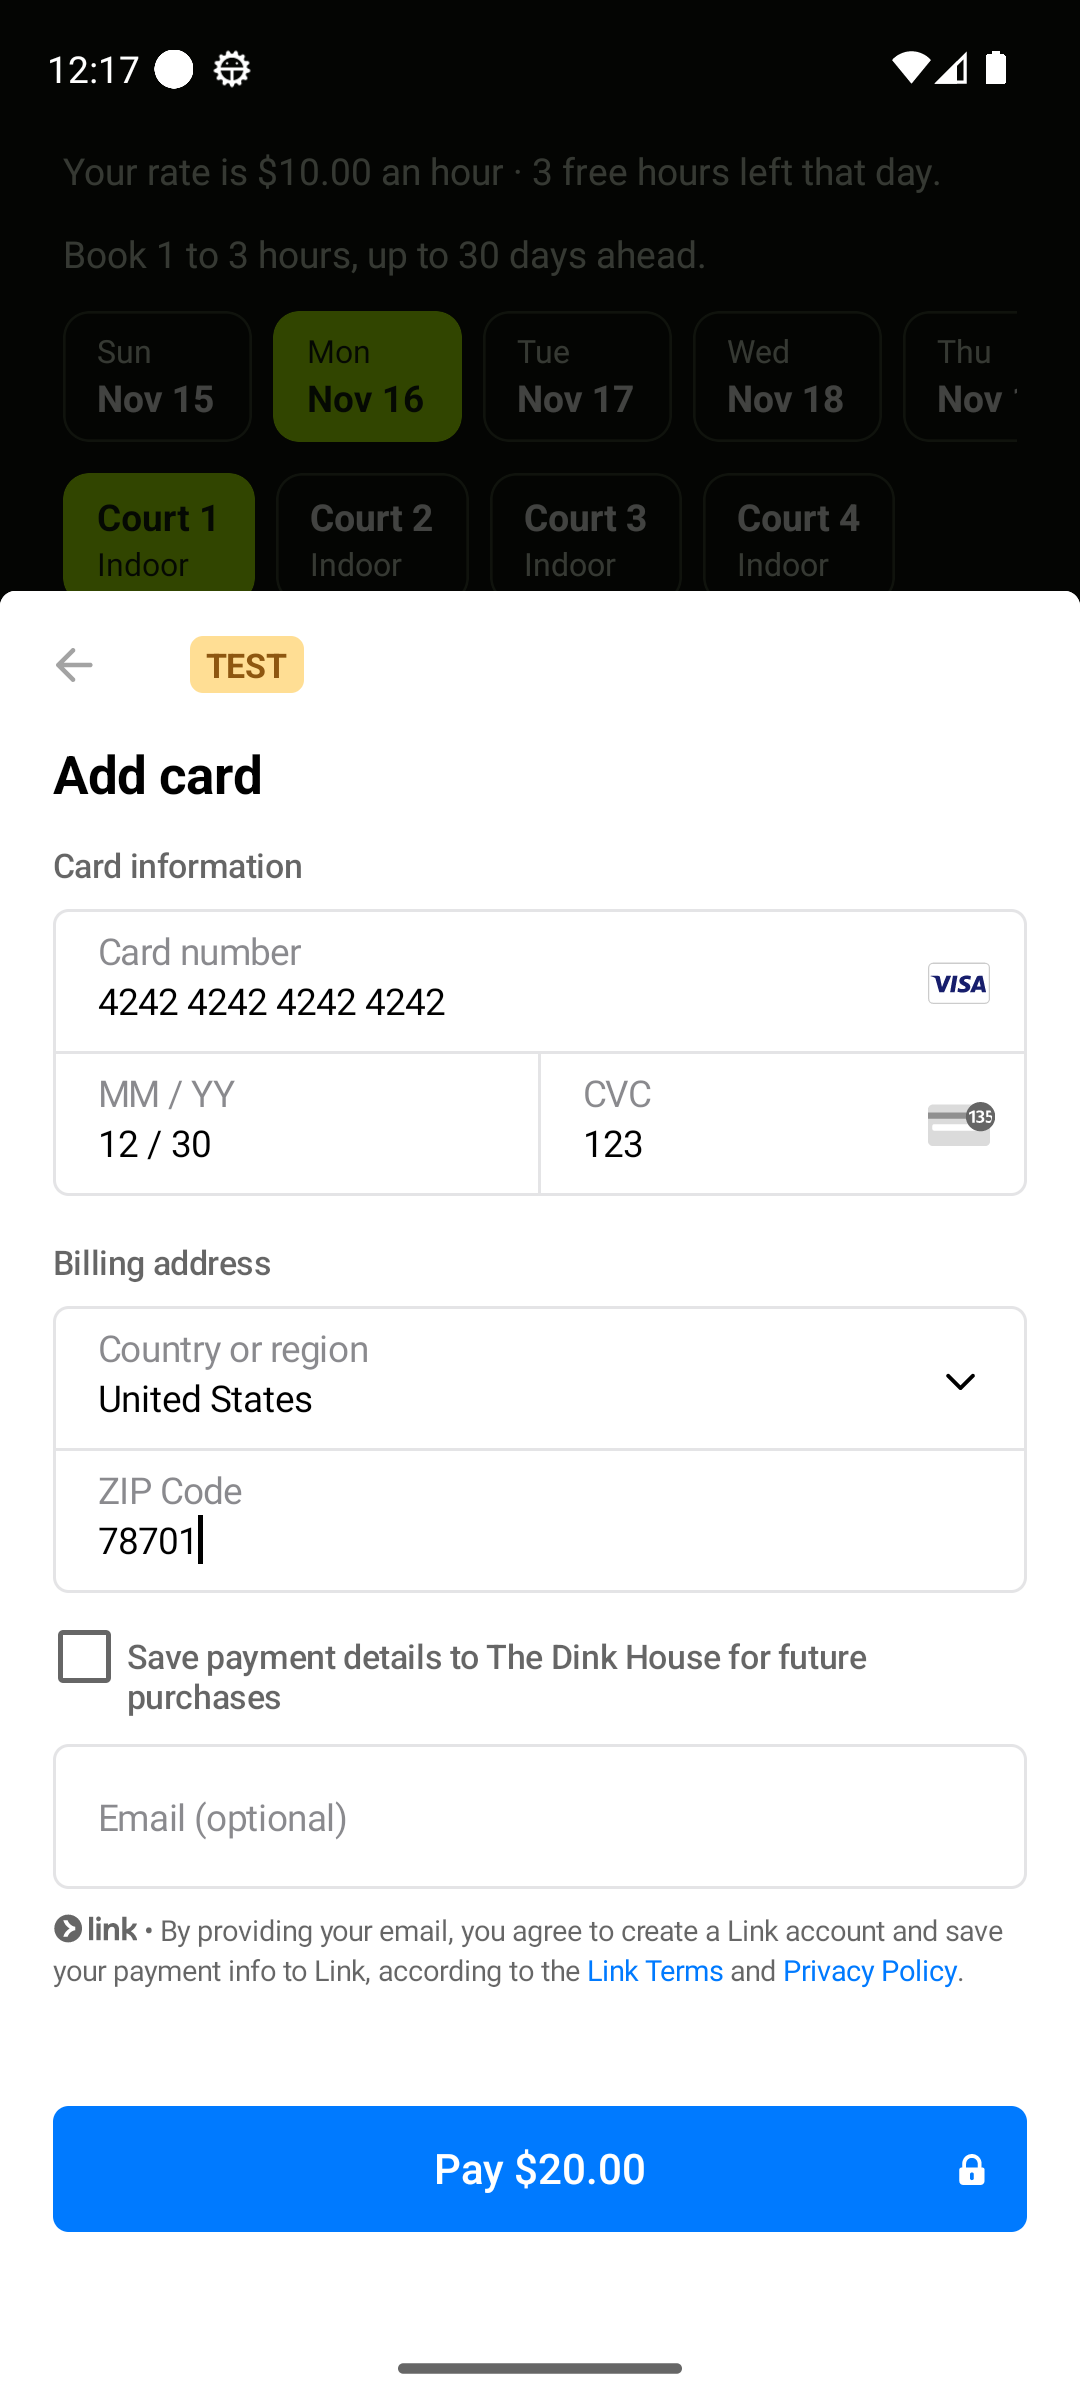 12:17
Your rate is $10.00 an hour · 3 free hours left that day.
Book 1 to 3 hours, up to 30 days ahead.
Sun Mon Tue Wed Thu
Nov 15 Nov 16 Nov 17 Nov 18 Nov
Court 1 Court 2 Court 3 Court 4
Indoor Indoor Indoor Indoor
TEST
Add card
Card information
Card number
4242 4242 4242 4242
VISA
MM / YY CVC
12 / 30 123
135
Billing address
Country or region
United States
ZIP Code
78701
Save payment details to The Dink House for future
purchases
Email (optional)
link • By providing your email, you agree to create a Link account and save
your payment info to Link, according to the Link Terms and Privacy Policy.
Pay $20.00